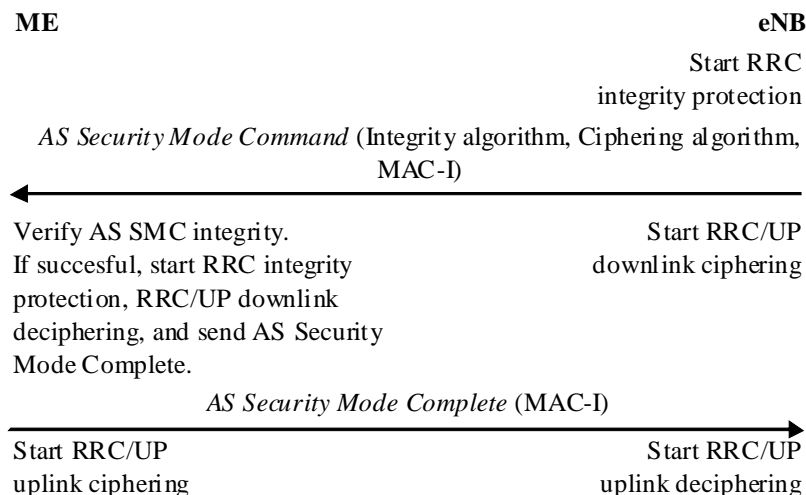 ME eNB
Start RRC
integrity protection
AS Security Mode Command (Integrity algorithm, Ciphering algorithm,
MAC-I)
Verify AS SMC integrity.
If succesful, start RRC integrity
protection, RRC/UP downlink
deciphering, and send AS Security
Mode Complete.
Start RRC/UP
downlink ciphering
AS Security Mode Complete (MAC-I)
Start RRC/UP
uplink ciphering
Start RRC/UP
uplink deciphering